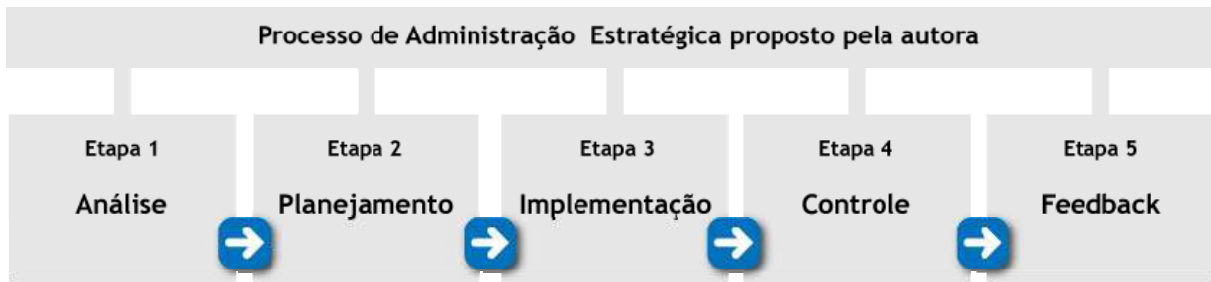 Processo de Administração Estratégica proposto pela autora
Etapa 1
Análise
Etapa 2
Planejamento
Etapa 3
Implementação
Etapa 4
Controle
Etapa 5
Feedback